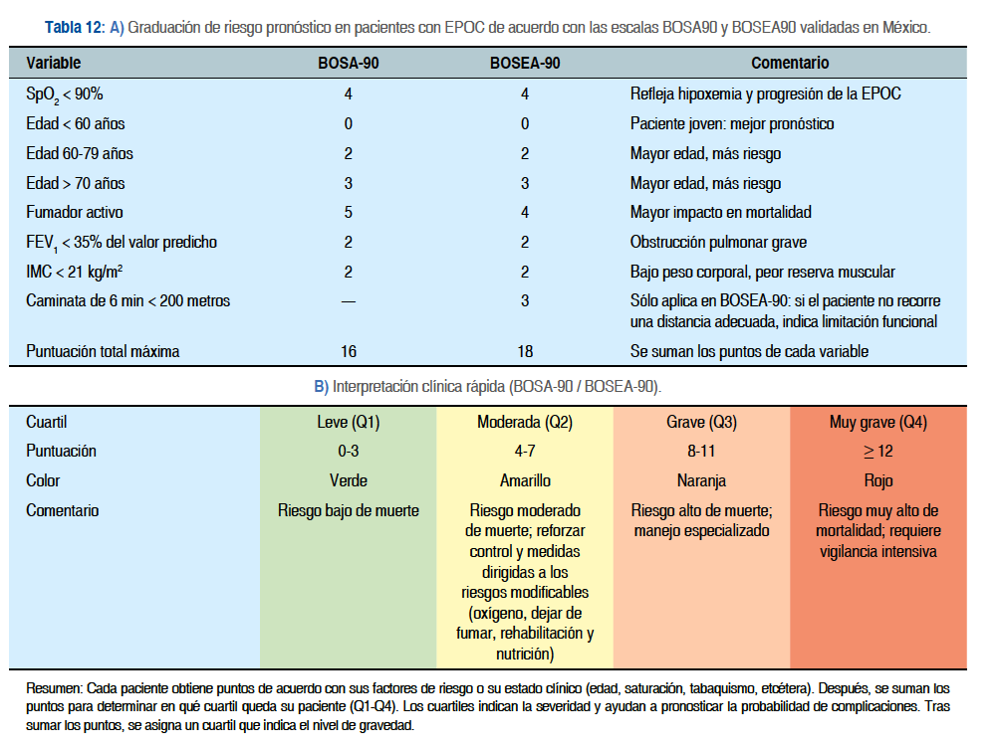 Tabla 12: A) Graduación de riesgo pronóstico en pacientes con EPOC de acuerdo con las escalas BOSA90 y BOSEA90 validadas en México.
Variable BOSA-90 BOSEA-90 Comentario
SpO₂ < 90% 4 4 Refleja hipoxemia y progresión de la EPOC
Edad < 60 años 0 0 Paciente joven: mejor pronóstico
Edad 60-79 años 2 2 Mayor edad, más riesgo
Edad > 70 años 3 3 Mayor edad, más riesgo
Fumador activo 5 4 Mayor impacto en mortalidad
FEV₁ < 35% del valor predicho 2 2 Obstrucción pulmonar grave
IMC < 21 kg/m² 2 2 Bajo peso corporal, peor reserva muscular
Caminata de 6 min < 200 metros — 3 Sólo aplica en BOSEA-90: si el paciente no recorre
una distancia adecuada, indica limitación funcional
Puntuación total máxima 16 18 Se suman los puntos de cada variable
B) Interpretación clínica rápida (BOSA-90 / BOSEA-90).
Cuartil Leve (Q1) Moderada (Q2) Grave (Q3) Muy grave (Q4)
Puntuación 0-3 4-7 8-11 ≥ 12
Color Verde Amarillo Naranja Rojo
Comentario Riesgo bajo de muerte Riesgo moderado Riesgo alto de muerte; Riesgo muy alto de
de muerte; reforzar manejo especializado mortalidad; requiere
control y medidas vigilancia intensiva
dirigidas a los
riesgos modificables
(oxígeno, dejar de
fumar, rehabilitación y
nutrición)
Resumen: Cada paciente obtiene puntos de acuerdo con sus factores de riesgo o su estado clínico (edad, saturación, tabaquismo, etcétera). Después, se suman los
puntos para determinar en qué cuartil queda su paciente (Q1-Q4). Los cuartiles indican la severidad y ayudan a pronosticar la probabilidad de complicaciones. Tras
sumar los puntos, se asigna un cuartil que indica el nivel de gravedad.